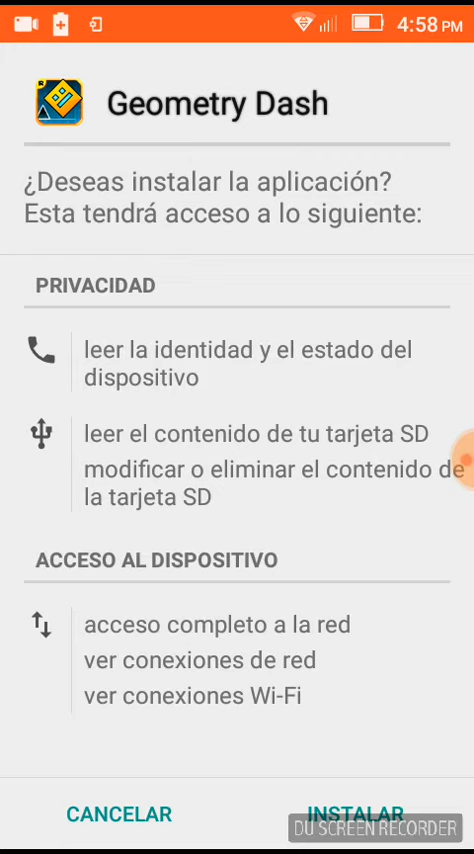 4:58 PM
Geometry Dash
¿Deseas instalar la aplicación?
Esta tendrá acceso a lo siguiente:
PRIVACIDAD
leer la identidad y el estado del
dispositivo
leer el contenido de tu tarjeta SD
modificar o eliminar el contenido de
la tarjeta SD
ACCESO AL DISPOSITIVO
acceso completo a la red
ver conexiones de red
ver conexiones Wi-Fi
CANCELAR
INSTALAR
DU SCREEN RECORDER